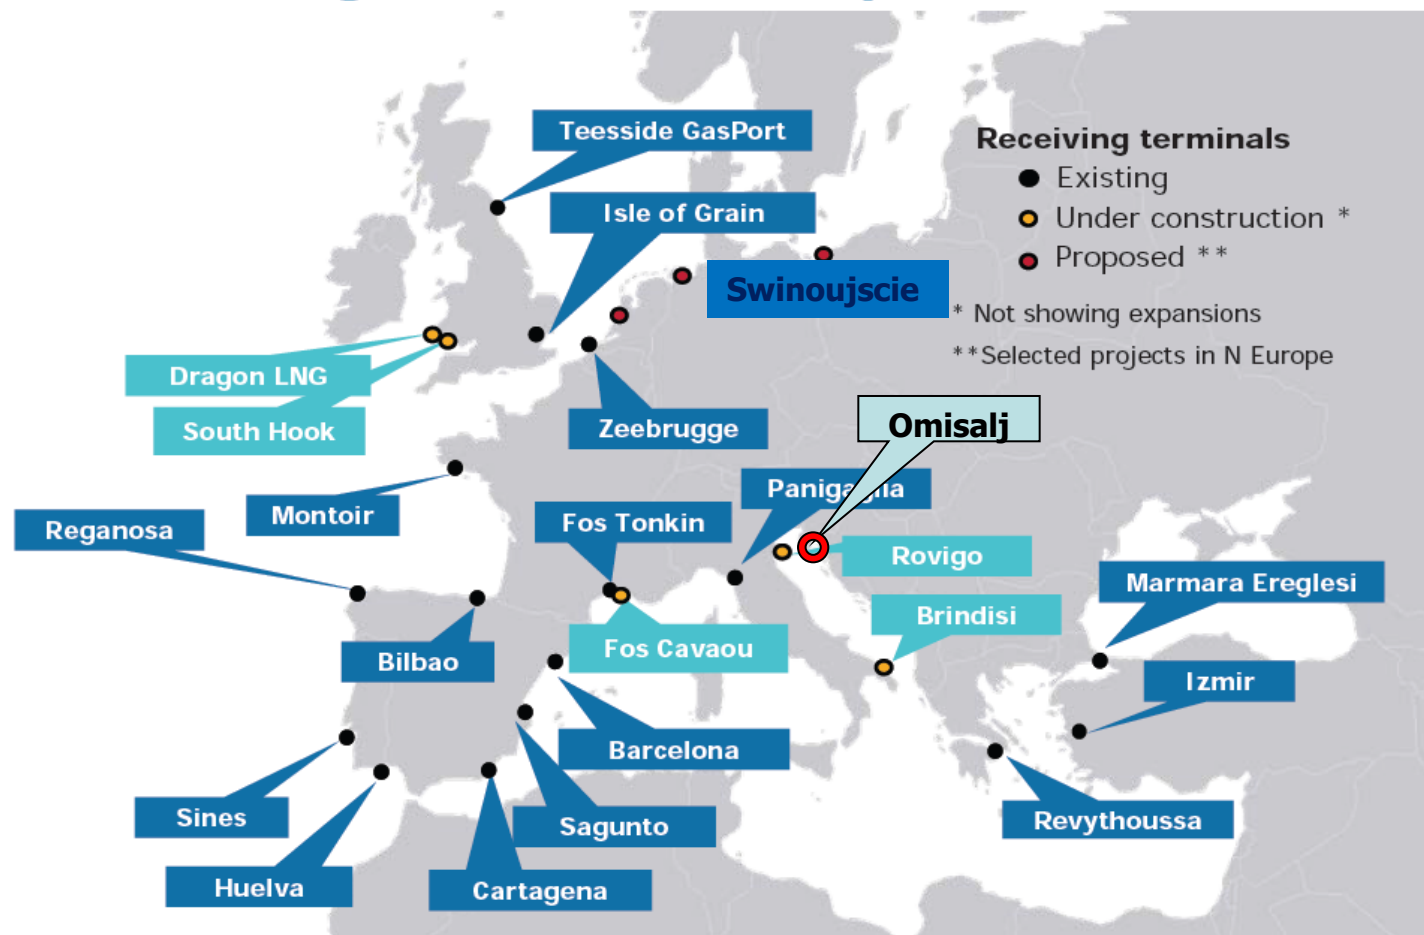 Teesside GasPort
Receiving terminals
Existing
Isle of Grain
Under construction *
Proposed **
Swinoujscie
* Not showing expansions
**Selected projects in N Europe
Dragon LNG
South Hook
Zeebrugge
Omisalj
Panigaglia
Montoir
Fos Tonkin
Reganosa
Rovigo
Marmara Ereglesi
Brindisi
Fos Cavaou
Bilbao
Izmir
Barcelona
Sines
Sagunto
Revythoussa
Huelva
Cartagena